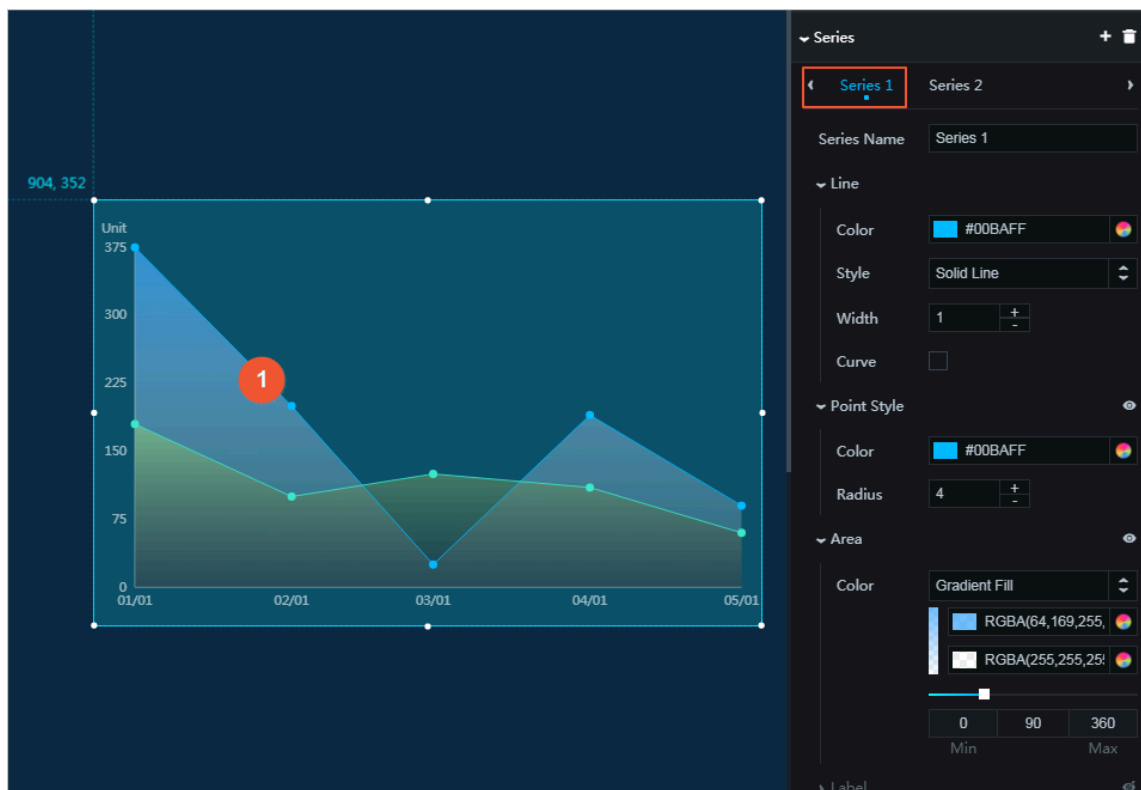 904, 352
Unit
375
300
225
150
75
0
01/01 02/01 03/01 04/01 05/01
1
Series
Series 1 Series 2
Series Name Series 1
Line
Color #00BAFF
Style Solid Line
Width 1 + -
Curve
Point Style
Color #00BAFF
Radius 4 + -
Area
Color Gradient Fill
RGBA(64,169,255,
RGBA(255,255,25
0 90 360
Min Max
Label